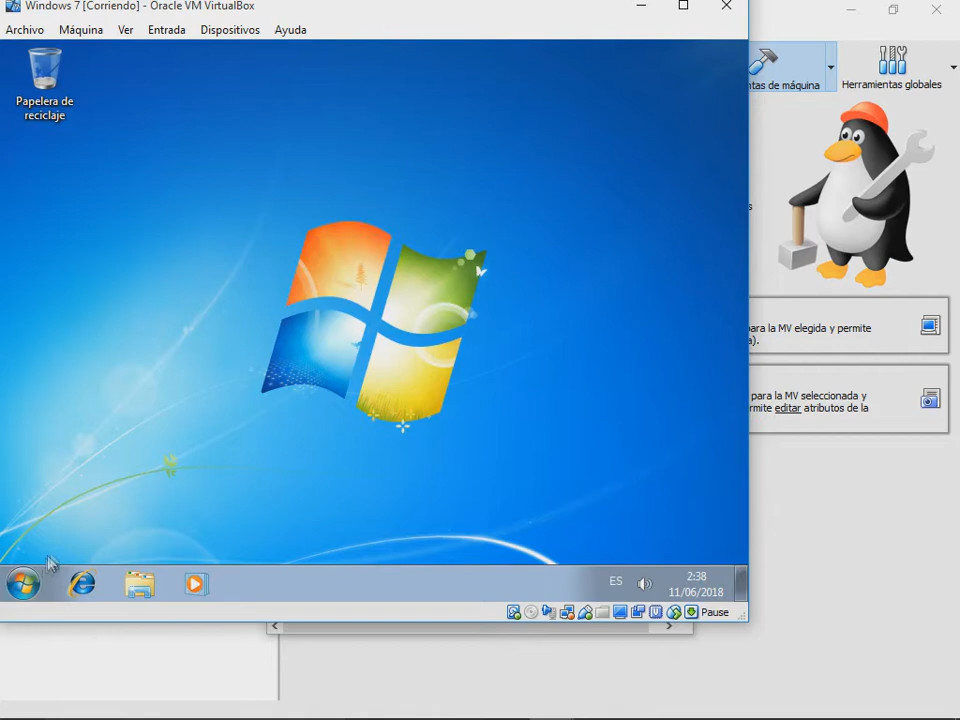 Windows 7 [Corriendo] - Oracle VM VirtualBox
Archivo Máquina Ver Entrada Dispositivos Ayuda
Papelera de
reciclaje
ntas de máquina
Herramientas globales
s
ara la MV elegida y permite
).
para la MV seleccionada y
rmite editar atributos de la
ES
2:38
11/06/2018
Pause